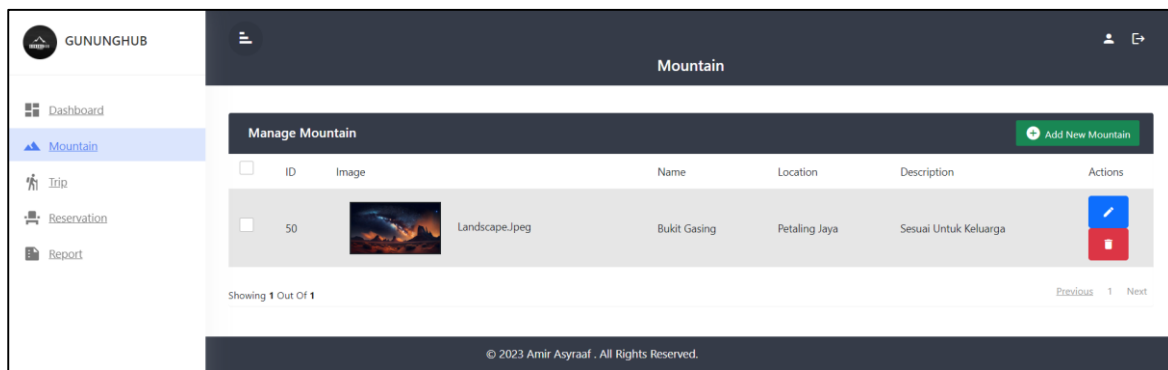 GUNUNGHUB
Mountain
Dashboard
Mountain
Trip
Reservation
Report
Manage Mountain
Add New Mountain
ID Image Name Location Description Actions
50 Landscape.Jpeg Bukit Gasing Petaling Jaya Sesuai Untuk Keluarga
Showing 1 Out Of 1
Previous 1 Next
© 2023 Amir Asyraaf . All Rights Reserved.